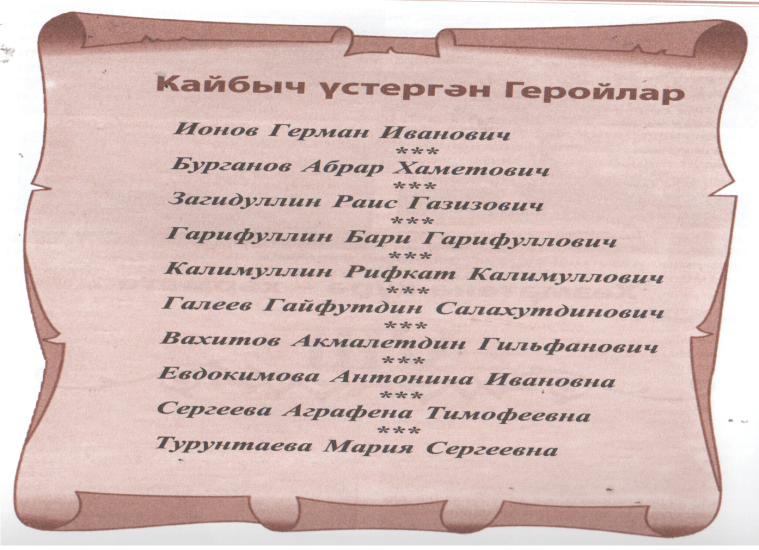 Кайбыч үстергән Геройлар
Ионов Герман Иванович
***
Бурганов Абрар Хаметович
***
Загидуллин Раис Газизович
***
Гарифуллин Бари Гарифуллович
***
Калимуллин Рифкат Калимуллович
***
Галеев Гайфутдин Салахутдинович
***
Вахитов Акмалетдин Гильфанович
***
Евдокимова Антонина Ивановна
***
Сергеева Аграфена Тимофеевна
***
Турунтаева Мария Сергеевна